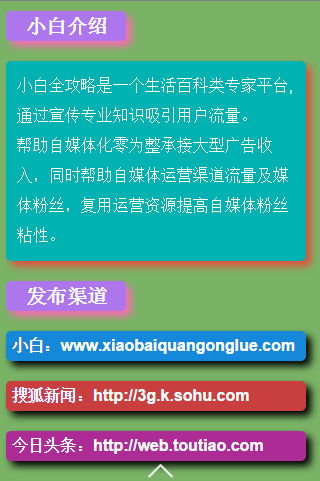 小白介绍
小白全攻略是一个生活百科类专家平台,
通过宣传专业知识吸引用户流量。
帮助自媒体化零为整承接大型广告收
入，同时帮助自媒体运营渠道流量及媒
体粉丝，复用运营资源提高自媒体粉丝
粘性。
发布渠道
小白：www.xiaobaiquangonglue.com
搜狐新闻：http://3g.k.sohu.com
今日头条：http://web.toutiao.com